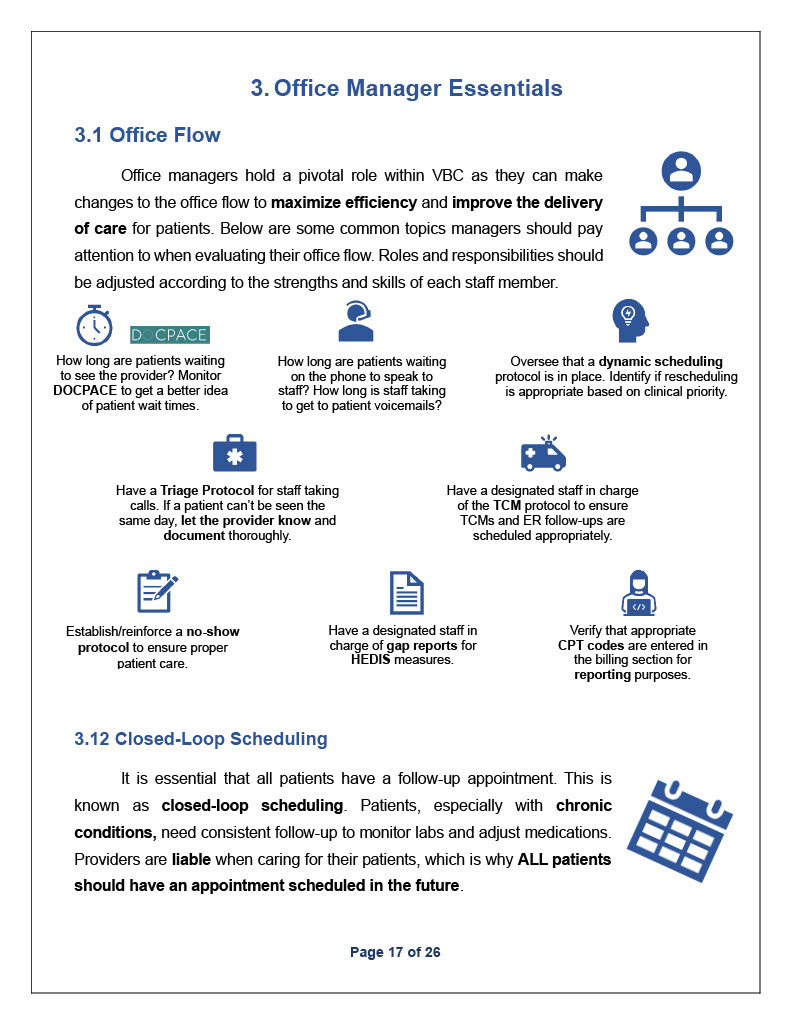 3. Office Manager Essentials
3.1 Office Flow
Office managers hold a pivotal role within VBC as they can make
changes to the office flow to maximize efficiency and improve the delivery
of care for patients. Below are some common topics managers should pay
attention to when evaluating their office flow. Roles and responsibilities should
be adjusted according to the strengths and skills of each staff member.
DOCPACE
How long are patients waiting
to see the provider? Monitor
DOCPACE to get a better idea
of patient wait times.
How long are patients waiting
on the phone to speak to
staff? How long is staff taking
to get to patient voicemails?
Oversee that a dynamic scheduling
protocol is in place. Identify if rescheduling
is appropriate based on clinical priority.
Have a Triage Protocol for staff taking
calls. If a patient can't be seen the
same day, let the provider know and
document thoroughly.
Have a designated staff in charge
of the TCM protocol to ensure
TCMs and ER follow-ups are
scheduled appropriately.
Establish/reinforce a no-show
protocol to ensure proper
patient care.
Have a designated staff in
charge of gap reports for
HEDIS measures.
</>
Verify that appropriate
CPT codes are entered in
the billing section for
reporting purposes.
3.12 Closed-Loop Scheduling
It is essential that all patients have a follow-up appointment. This is
known as closed-loop scheduling. Patients, especially with chronic
conditions, need consistent follow-up to monitor labs and adjust medications.
Providers are liable when caring for their patients, which is why ALL patients
should have an appointment scheduled in the future.
Page 17 of 26